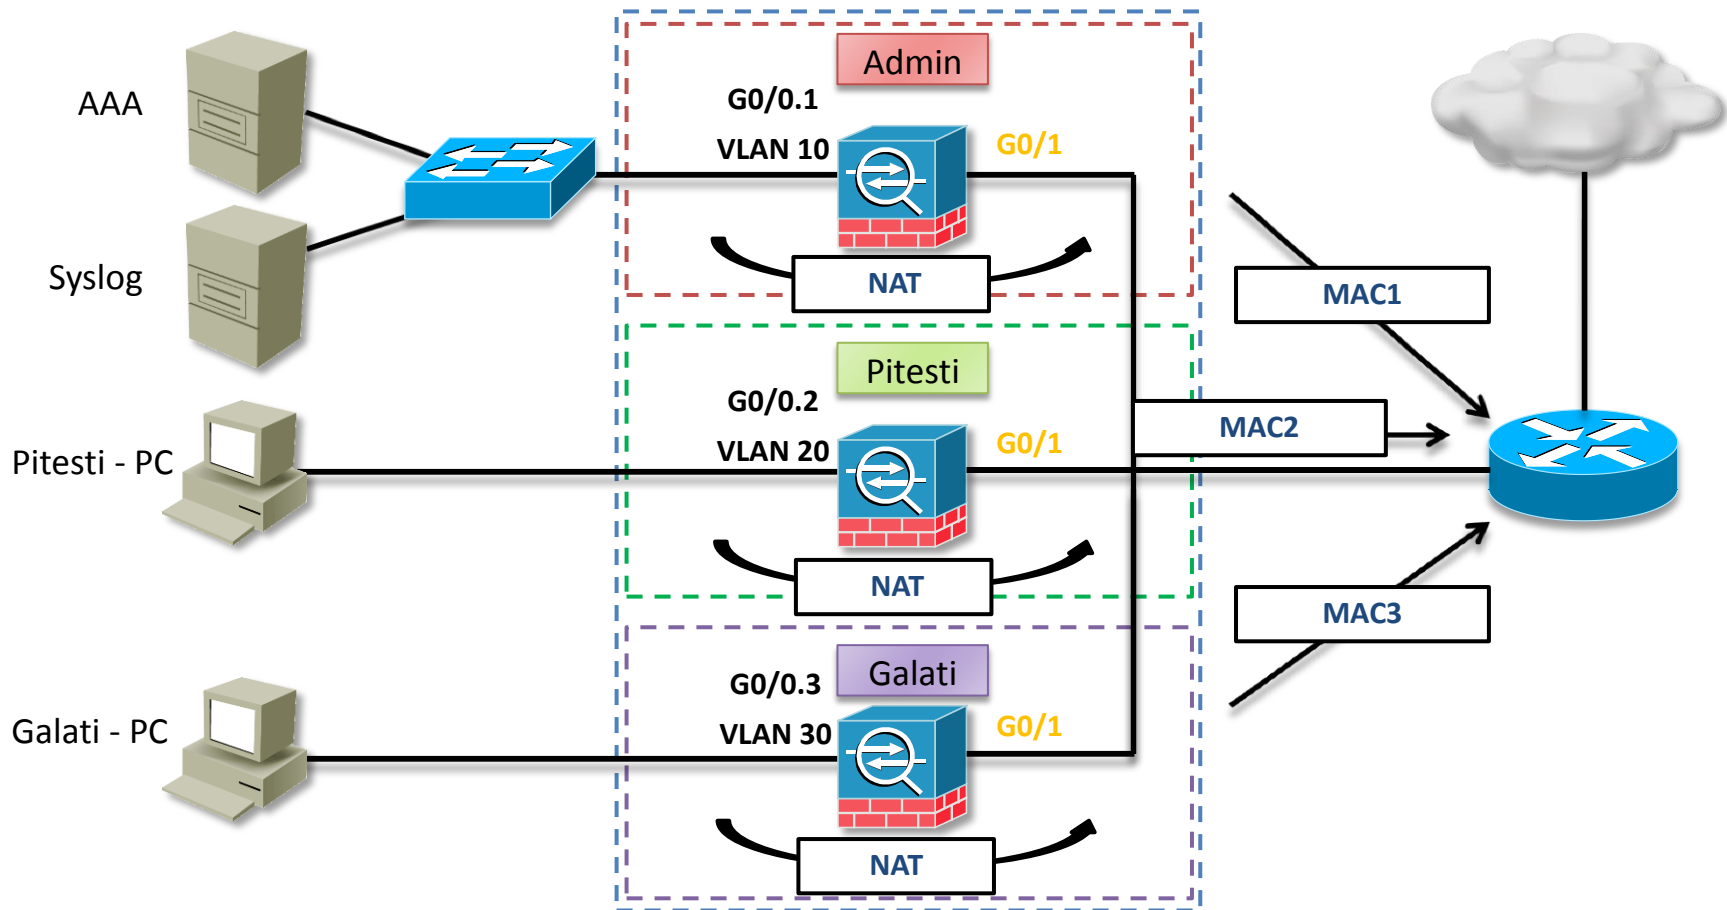 Admin
AAA
G0/0.1
VLAN 10
G0/1
Syslog
NAT
MAC1
Pitesti
G0/0.2
VLAN 20
G0/1
MAC2
Pitesti - PC
NAT
MAC3
Galati
G0/0.3
VLAN 30
G0/1
Galati - PC
NAT